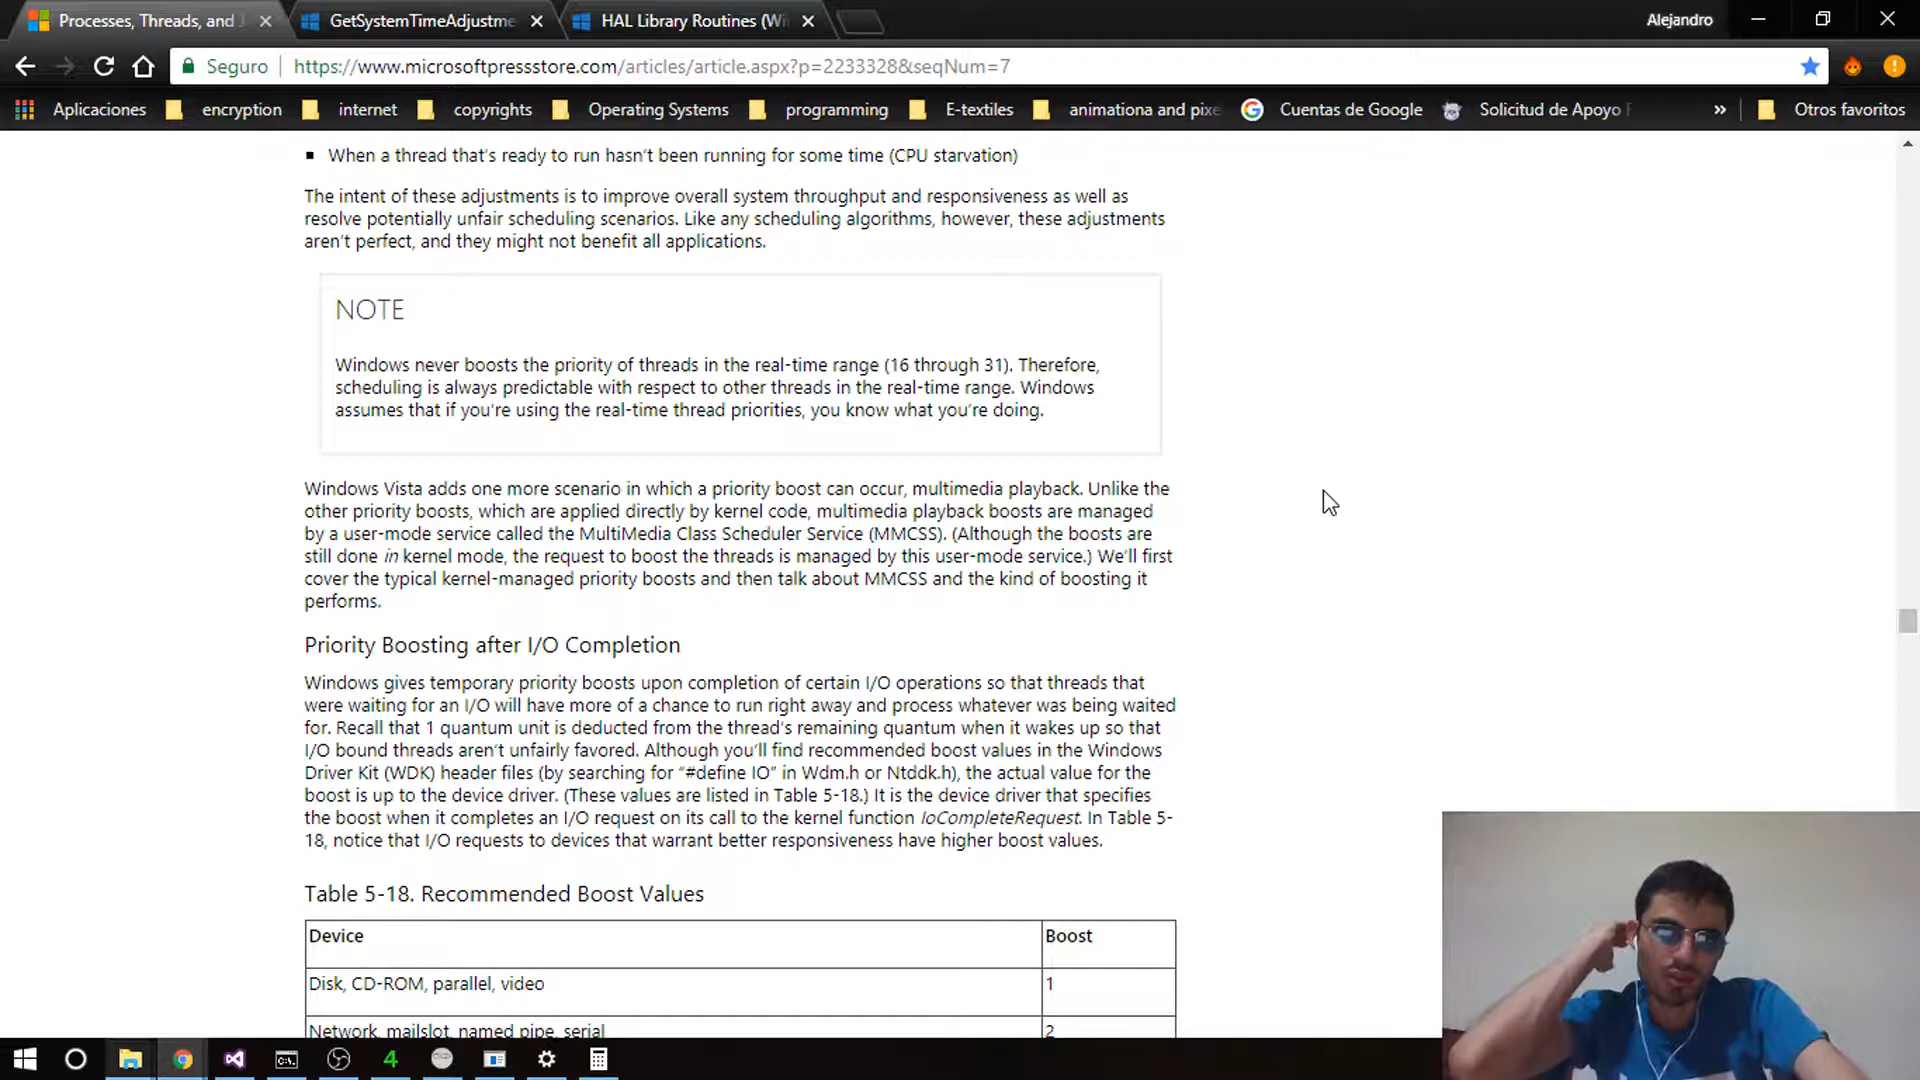 Processes, Threads, and J
GetSystemTimeAdjustme
HAL Library Routines (Wi
Alejandro
Seguro
https://www.microsoftpressstore.com/articles/article.aspx?p=2233328&seqNum=7
Aplicaciones
encryption
internet
copyrights
Operating Systems
programming
E-textiles
animationa and pixe
Cuentas de Google
Solicitud de Apoyo
»
Otros favoritos
■ When a thread that's ready to run hasn't been running for some time (CPU starvation)
The intent of these adjustments is to improve overall system throughput and responsiveness as well as
resolve potentially unfair scheduling scenarios. Like any scheduling algorithms, however, these adjustments
aren't perfect, and they might not benefit all applications.
NOTE
Windows never boosts the priority of threads in the real-time range (16 through 31). Therefore,
scheduling is always predictable with respect to other threads in the real-time range. Windows
assumes that if you're using the real-time thread priorities, you know what you're doing.
Windows Vista adds one more scenario in which a priority boost can occur, multimedia playback. Unlike the
other priority boosts, which are applied directly by kernel code, multimedia playback boosts are managed
by a user-mode service called the MultiMedia Class Scheduler Service (MMCSS). (Although the boosts are
still done in kernel mode, the request to boost the threads is managed by this user-mode service.) We'll first
cover the typical kernel-managed priority boosts and then talk about MMCSS and the kind of boosting it
performs.
Priority Boosting after I/O Completion
Windows gives temporary priority boosts upon completion of certain I/O operations so that threads that
were waiting for an I/O will have more of a chance to run right away and process whatever was being waited
for. Recall that 1 quantum unit is deducted from the thread's remaining quantum when it wakes up so that
I/O bound threads aren't unfairly favored. Although you'll find recommended boost values in the Windows
Driver Kit (WDK) header files (by searching for “#define IO” in Wdm.h or Ntddk.h), the actual value for the
boost is up to the device driver. (These values are listed in Table 5-18.) It is the device driver that specifies
the boost when it completes an I/O request on its call to the kernel function IoCompleteRequest. In Table 5-
18, notice that I/O requests to devices that warrant better responsiveness have higher boost values.
Table 5-18. Recommended Boost Values
Device Boost
Disk, CD-ROM, parallel, video 1
Network, mailslot, named pipe, serial 2
4